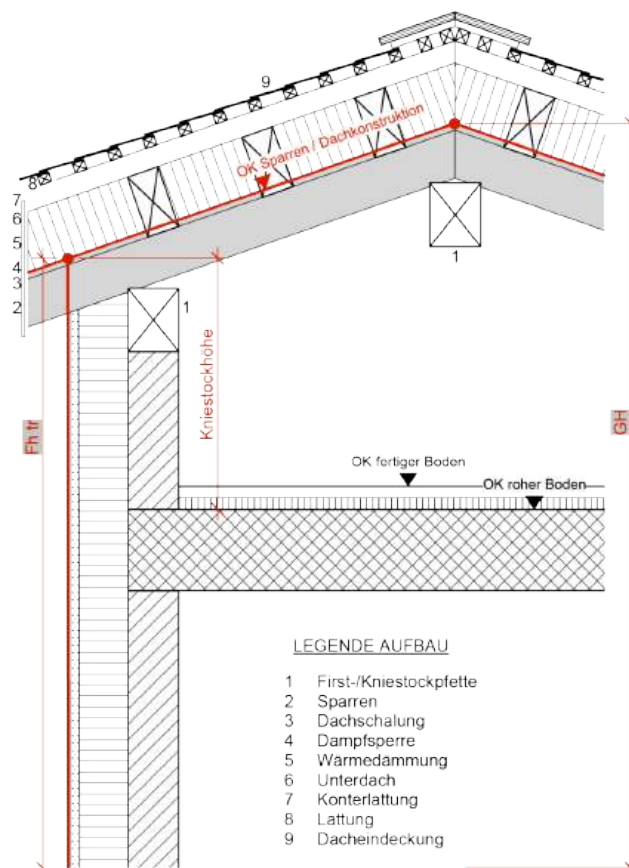 9
OK Sparren / Dachkonstruktion
8
7
6
5
4
3
2
1
1
Kniestockhöhe
Fh tr
GH
OK fertiger Boden
OK roher Boden
LEGENDE AUFBAU
1 First-/Kniestockpfette
2 Sparren
3 Dachschalung
4 Dampfsperre
5 Wärmedämmung
6 Unterdach
7 Konterlattung
8 Lattung
9 Dacheindeckung